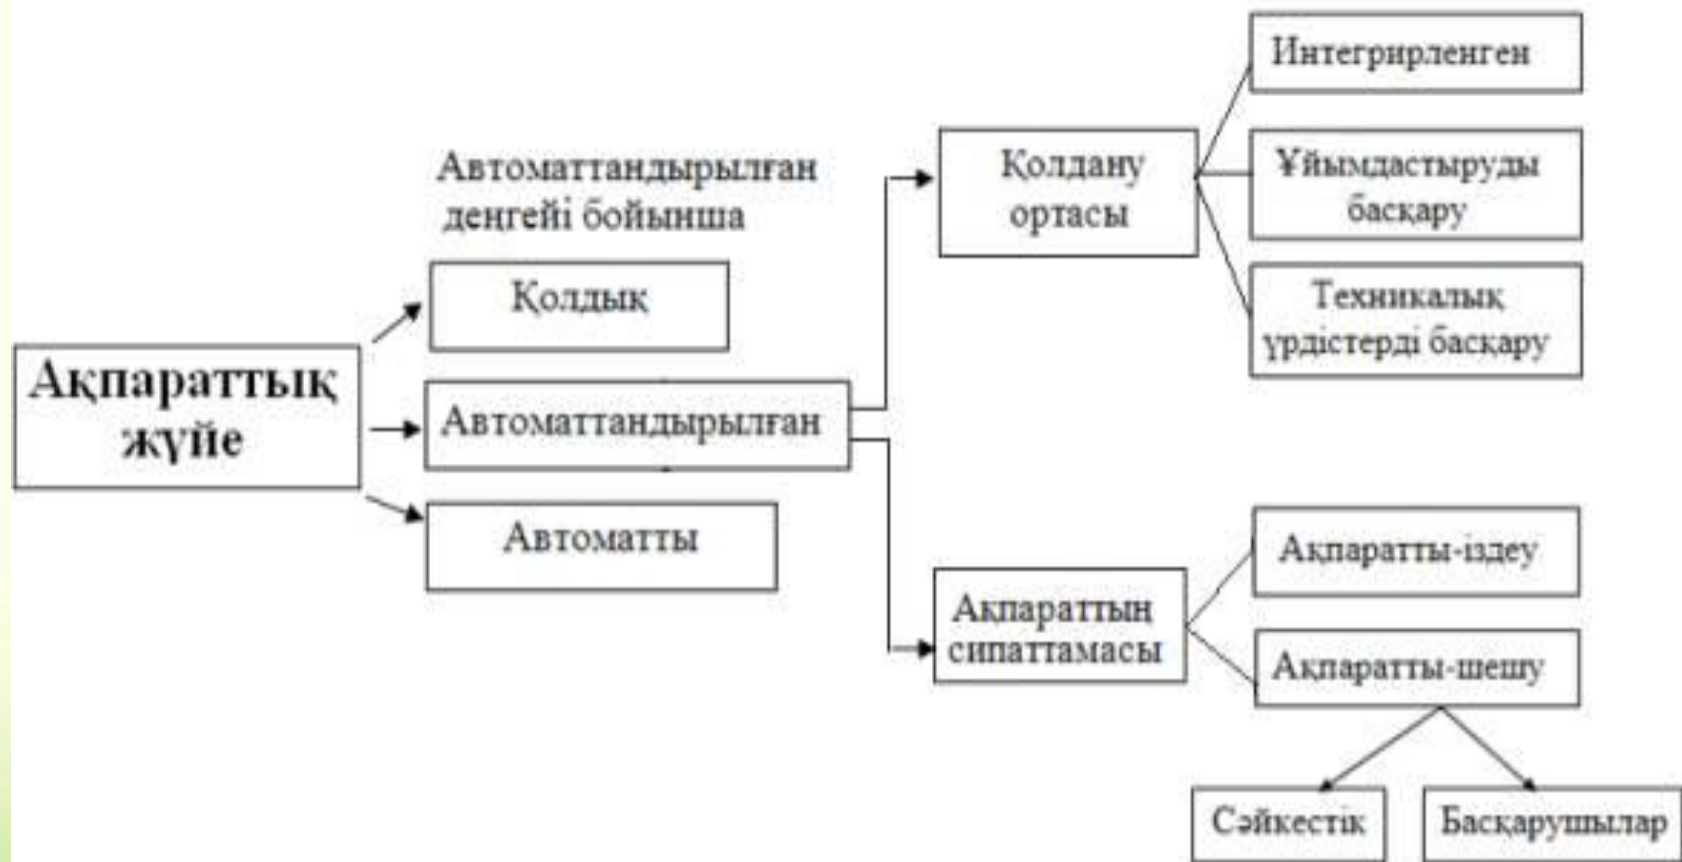 Автоматтандырылған
деңгейі бойынша
Ақпараттық
жүйе
Қолдық
Автоматтандырылған
Автоматты
Қолдану
ортасы
Интегрирленген
Ұйымдастыруды
басқару
Техникалық
үрдістерді басқару
Ақпараттың
сипаттамасы
Ақпаратты-іздеу
Ақпаратты-шешу
Сәйкестік
Басқарушылар